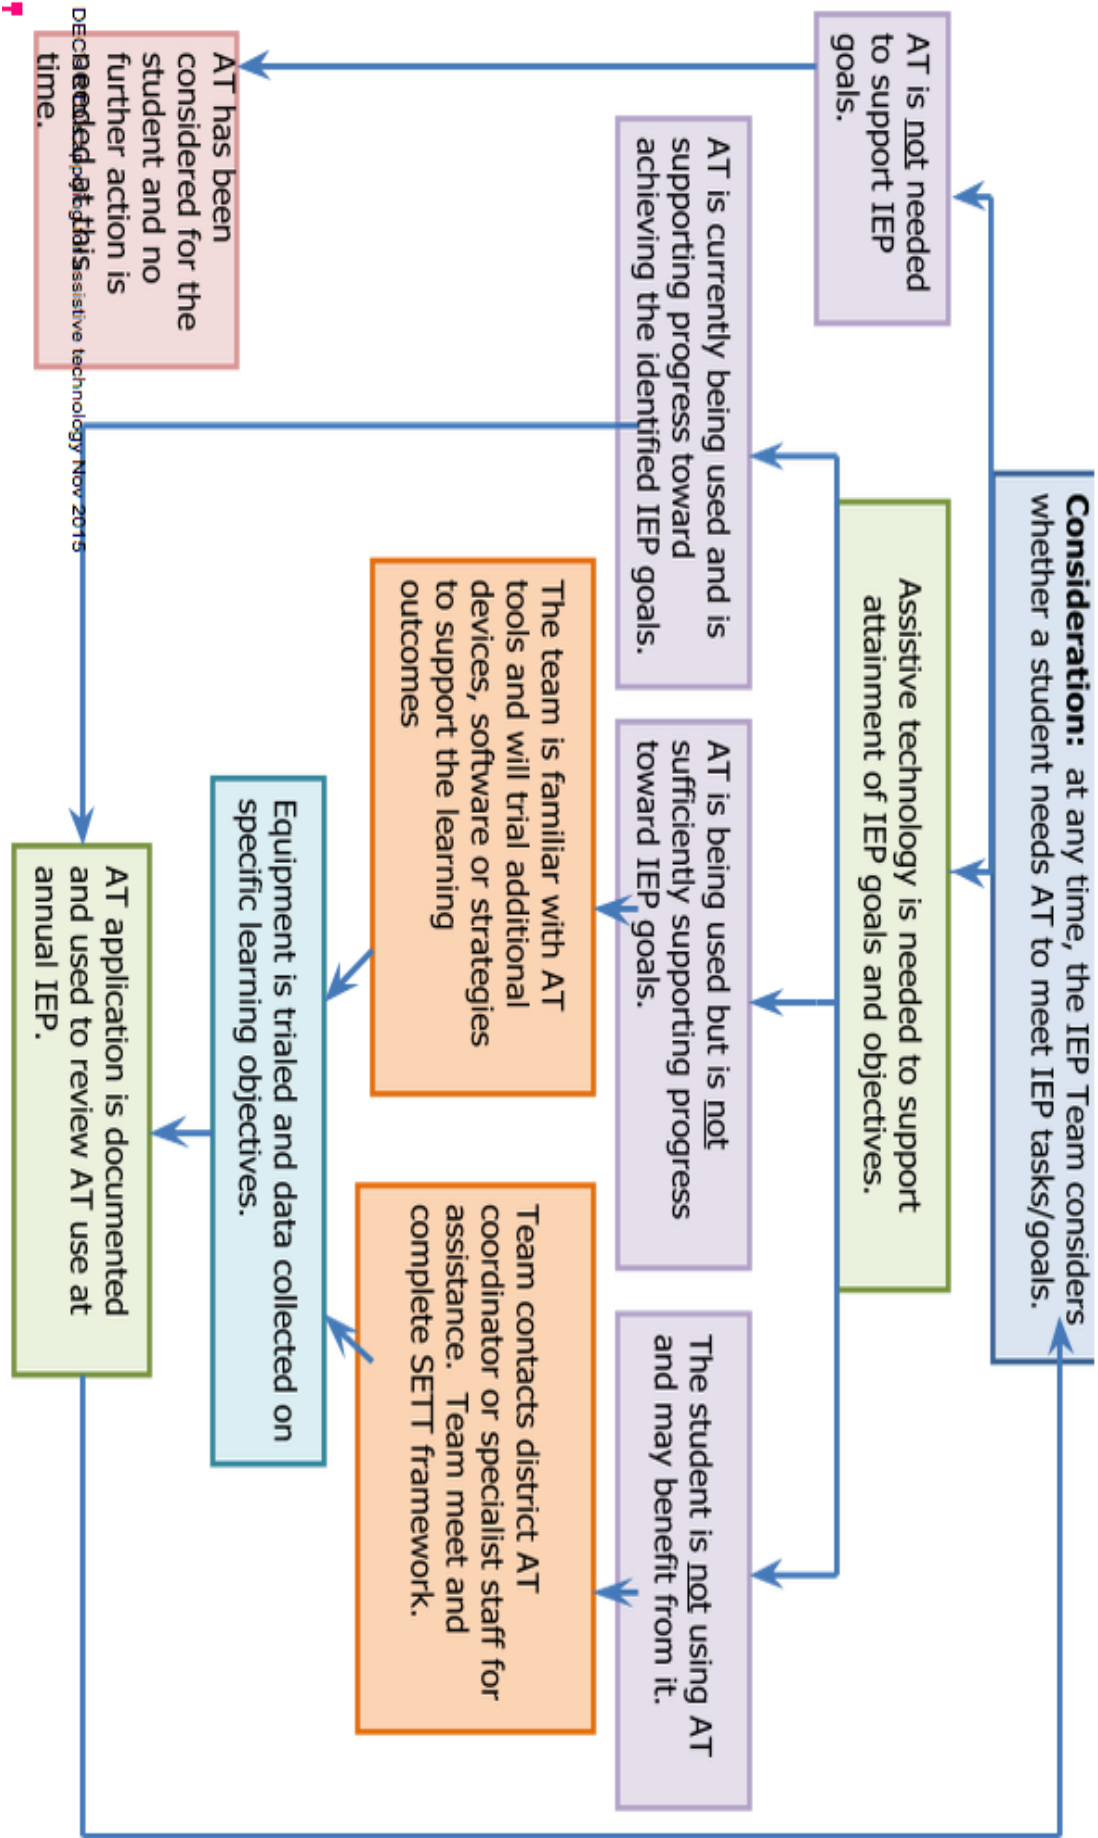 Consideration: at any time, the IEP Team considers
whether a student needs AT to meet IEP tasks/goals.
AT is not needed
to support IEP
goals.
Assistive technology is needed to support
attainment of IEP goals and objectives.
AT is currently being used and is
supporting progress toward
achieving the identified IEP goals.
AT is being used but is not
sufficiently supporting progress
toward IEP goals.
The student is not using AT
and may benefit from it.
The team is familiar with AT
tools and will trial additional
devices, software or strategies
to support the learning
outcomes
Team contacts district AT
coordinator or specialist staff for
assistance. Team meet and
complete SETT framework.
Equipment is trialed and data collected on
specific learning objectives.
AT has been
considered for the
student and no
further action is
needed at this
time.
AT application is documented
and used to review AT use at
annual IEP.
assistive technology Nov 2015